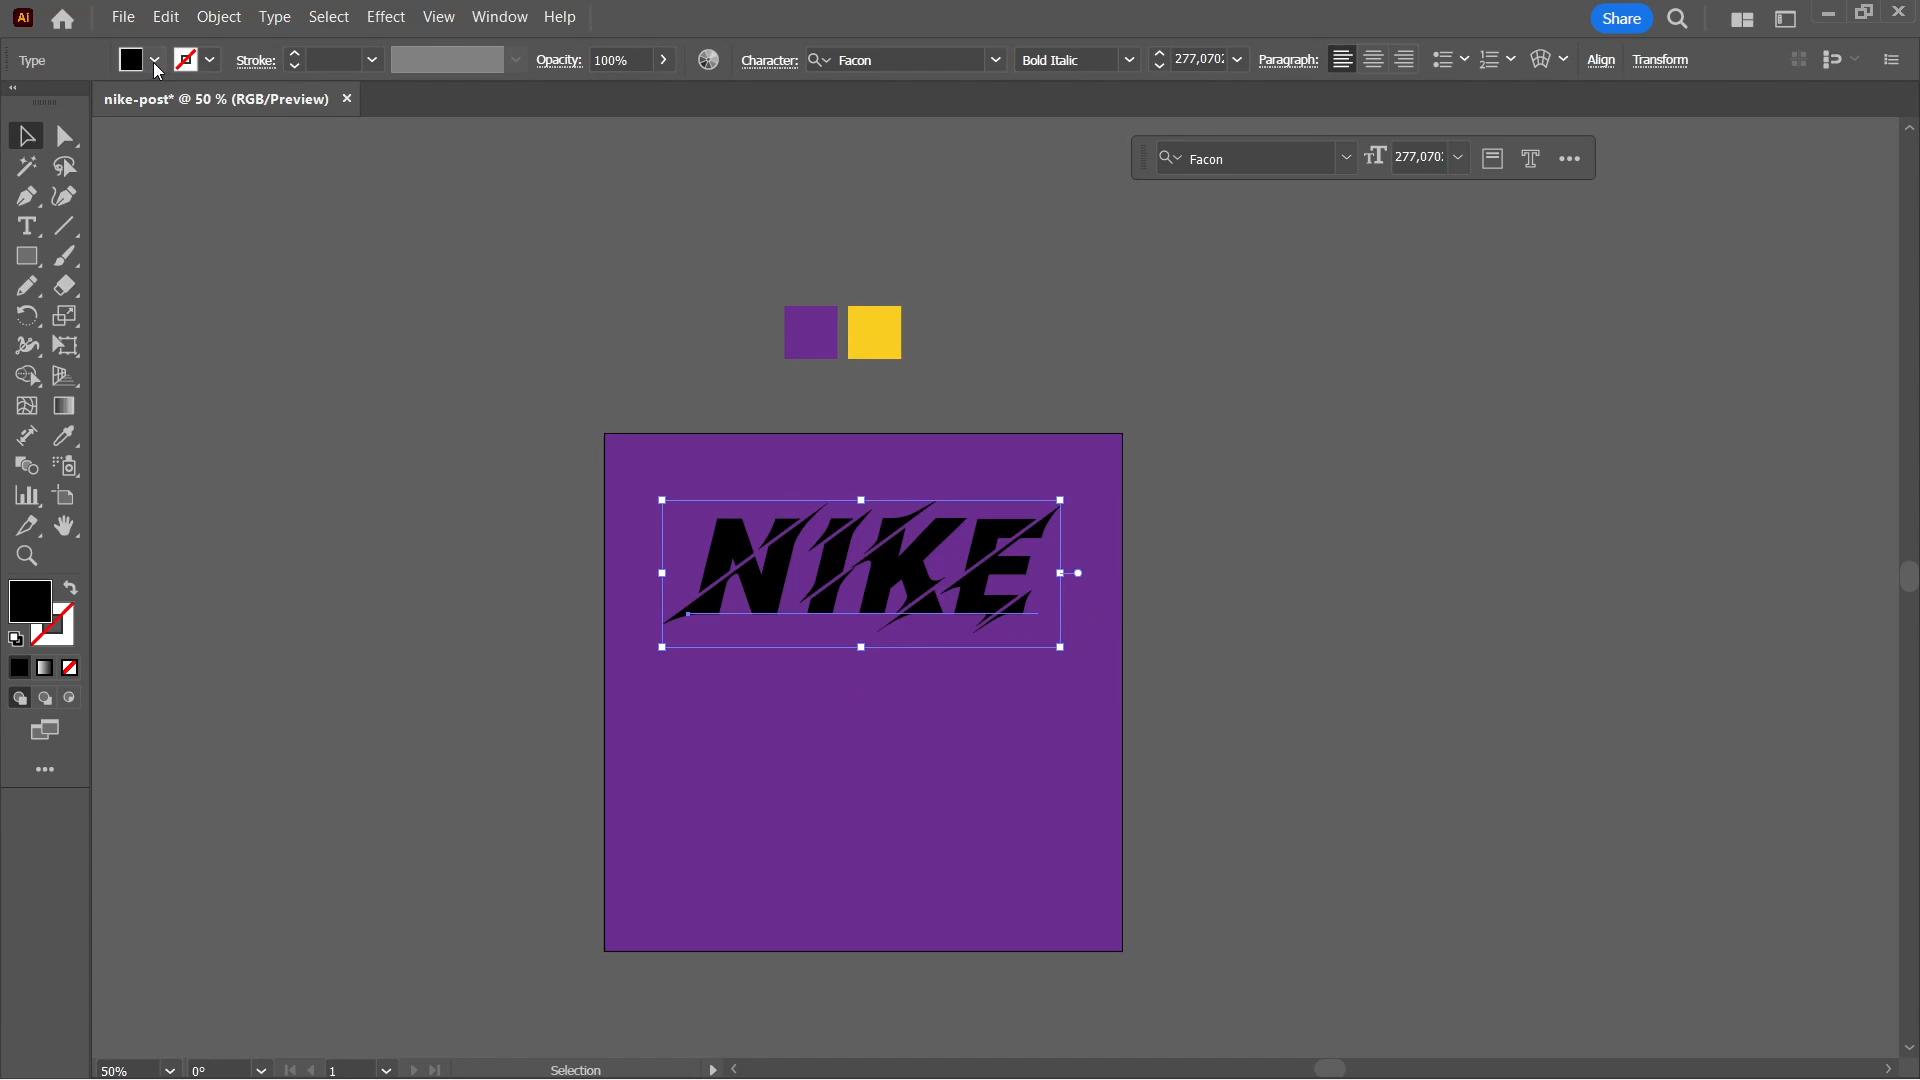 Ai File Edit Object Type Select Effect View Window Help Share
Type Stroke: Opacity: 100% Character: Facon Bold Italic 277,070 Paragraph: Align Transform
nike-post* @ 50 % (RGB/Preview) ×
Facon 277,070
NIKE
50% 0° 1 Selection